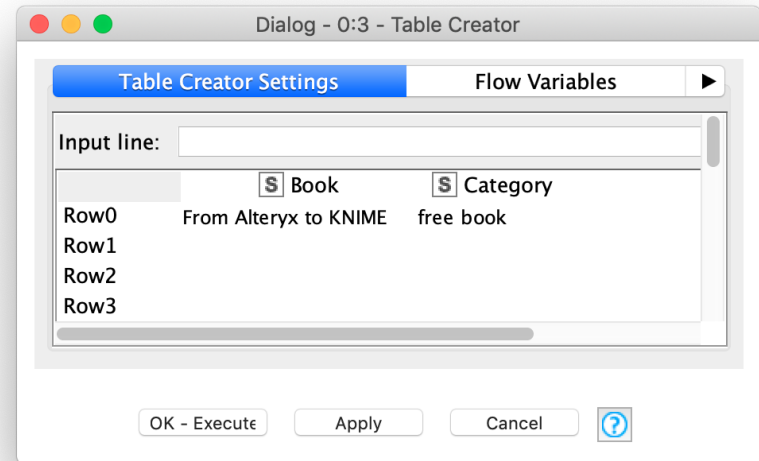 Dialog - 0:3 - Table Creator
Table Creator Settings Flow Variables
Input line:
S Book S Category
Row0 From Alteryx to KNIME free book
Row1
Row2
Row3
OK - Execute Apply Cancel ?